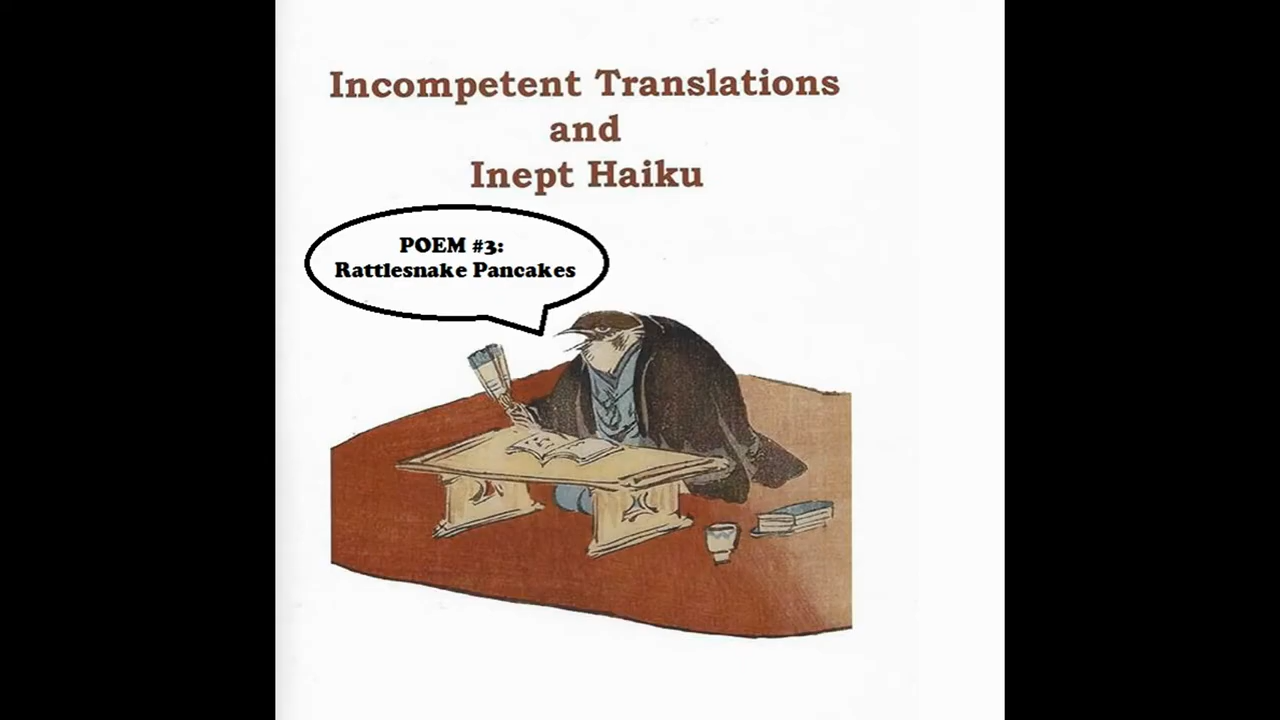 Incompetent Translations
and
Inept Haiku
POEM #3:
Rattlesnake Pancakes